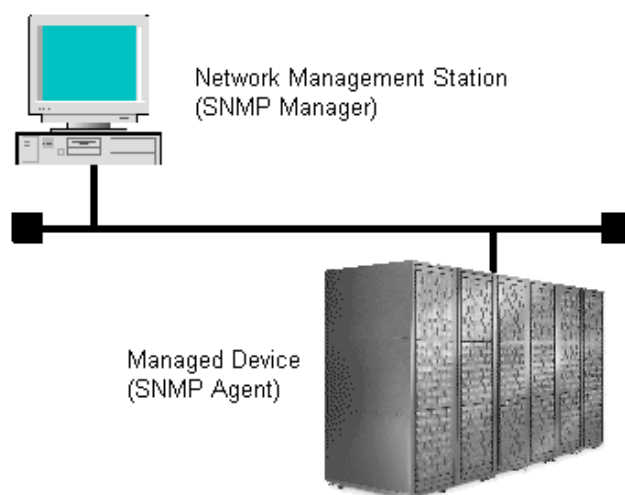 Network Management Station
(SNMP Manager)
Managed Device
(SNMP Agent)